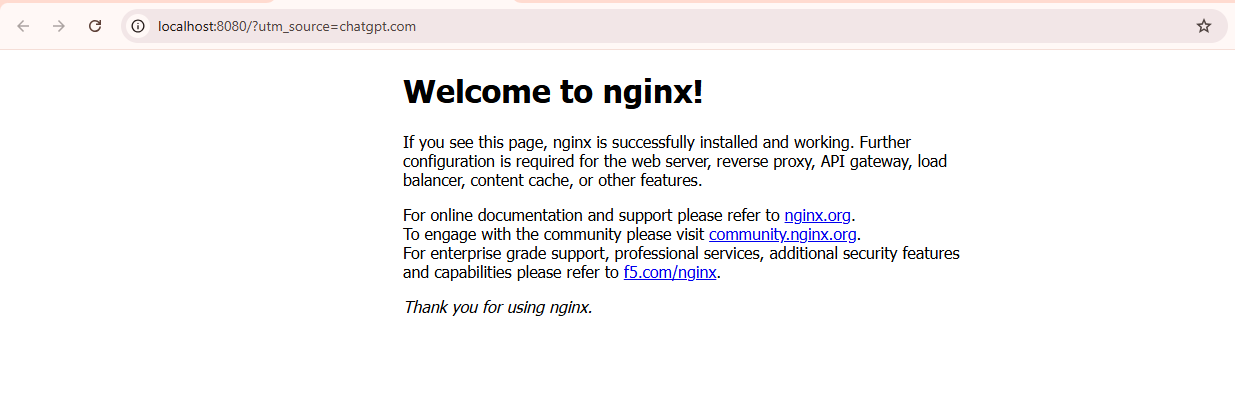 localhost:8080/?utm_source=chatgpt.com
Welcome to nginx!
If you see this page, nginx is successfully installed and working. Further
configuration is required for the web server, reverse proxy, API gateway, load
balancer, content cache, or other features.
For online documentation and support please refer to nginx.org.
To engage with the community please visit community.nginx.org.
For enterprise grade support, professional services, additional security features
and capabilities please refer to f5.com/nginx.
Thank you for using nginx.